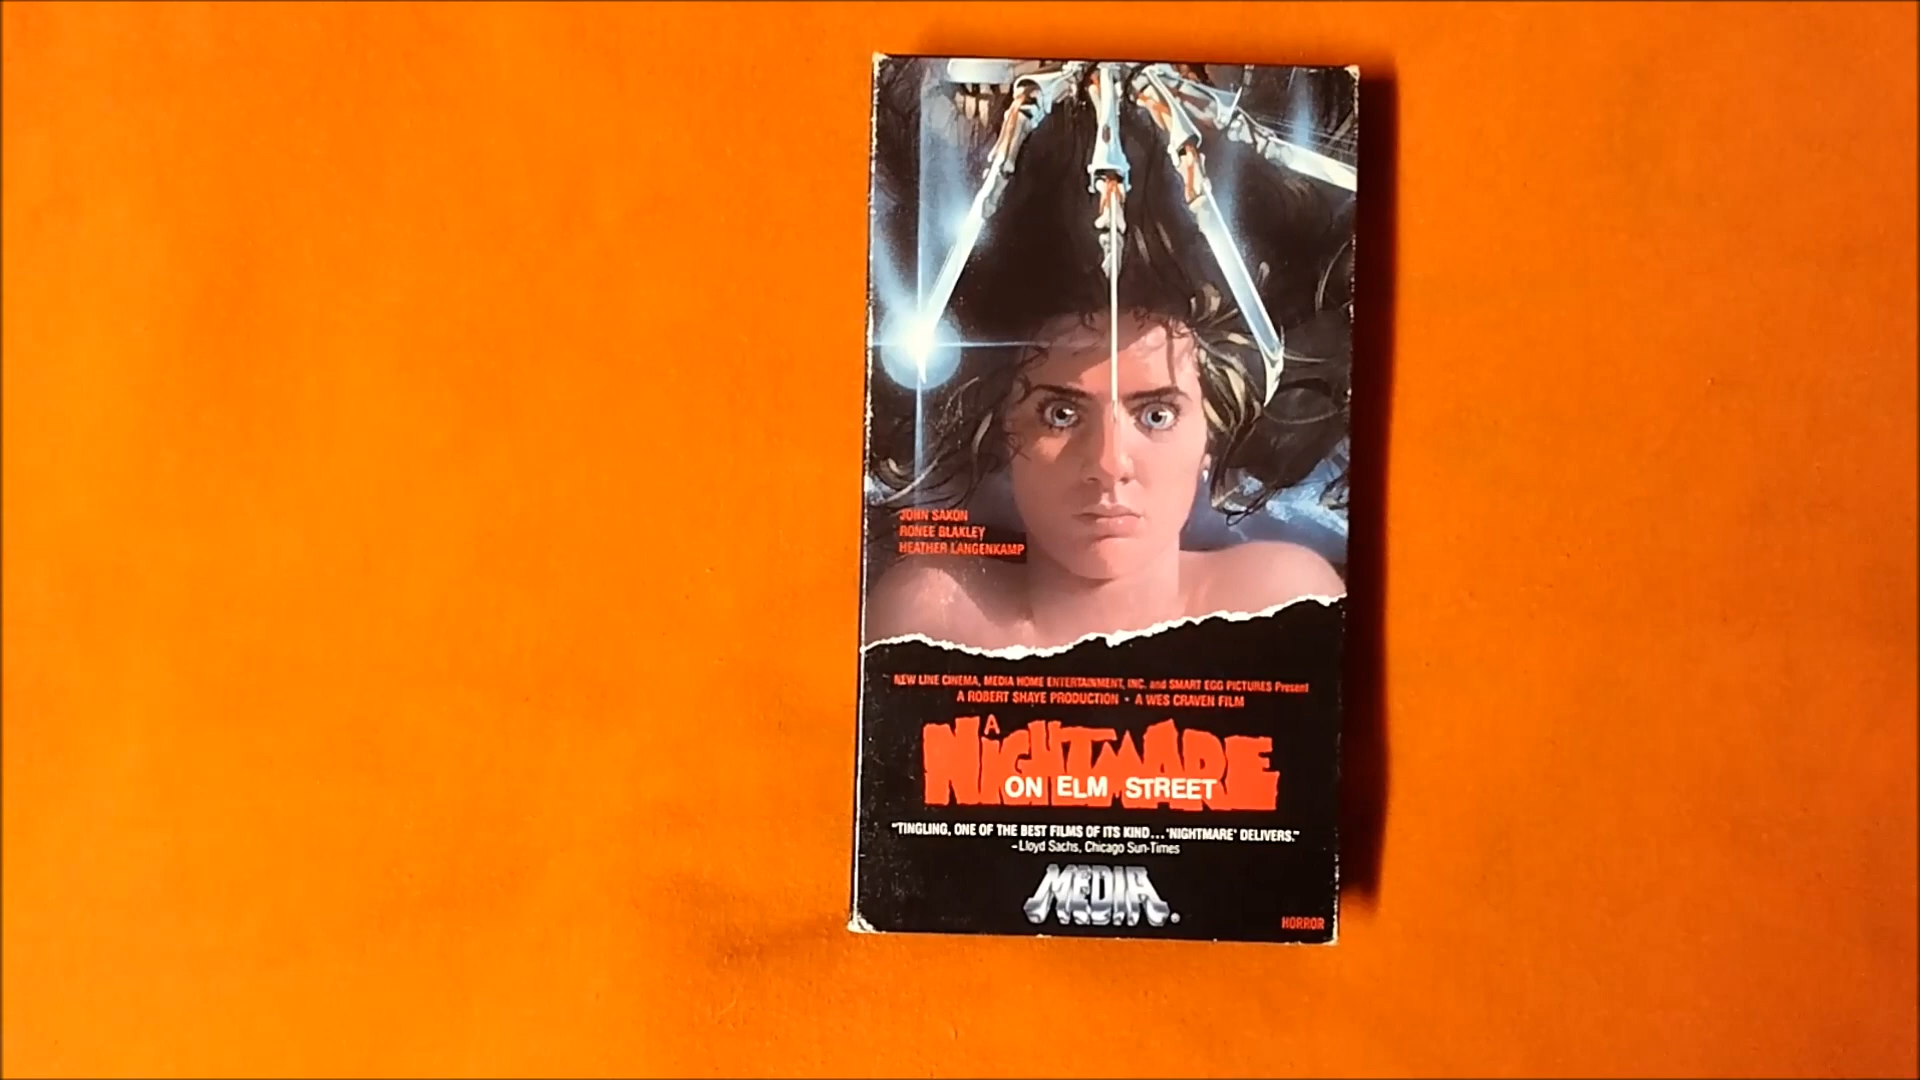 JOHN SAXON
RONEE BLAKLEY
HEATHER LANGENKAMP
NEW LINE CINEMA, MEDIA HOME ENTERTAINMENT, INC. and SMART EGG PICTURES Present
A ROBERT SHAYE PRODUCTION • A WES CRAVEN FILM
A
NIGHTMARE
ON ELM STREET
"TINGLING, ONE OF THE BEST FILMS OF ITS KIND...'NIGHTMARE' DELIVERS."
–Lloyd Sachs, Chicago Sun-Times
MEDIA®
HORROR